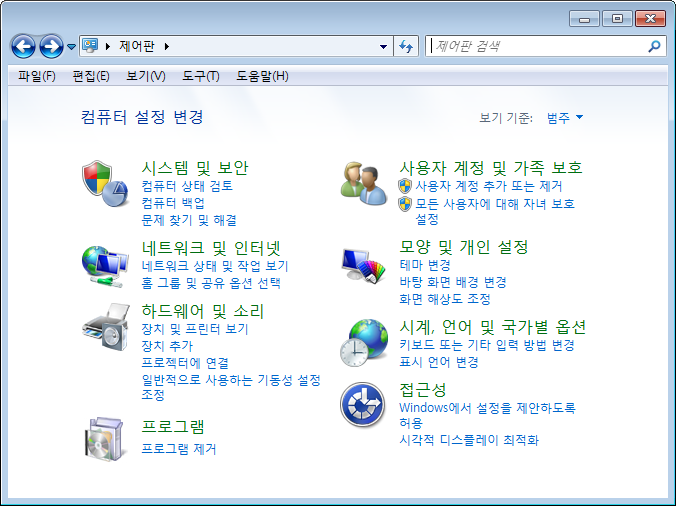 제어판
제어판 검색
파일(F) 편집(E) 보기(V) 도구(T) 도움말(H)
컴퓨터 설정 변경
보기 기준: 범주
시스템 및 보안
컴퓨터 상태 검토
컴퓨터 백업
문제 찾기 및 해결
네트워크 및 인터넷
네트워크 상태 및 작업 보기
홈 그룹 및 공유 옵션 선택
하드웨어 및 소리
장치 및 프린터 보기
장치 추가
프로젝터에 연결
일반적으로 사용하는 기동성 설정
조정
프로그램
프로그램 제거
사용자 계정 및 가족 보호
사용자 계정 추가 또는 제거
모든 사용자에 대해 자녀 보호
설정
모양 및 개인 설정
테마 변경
바탕 화면 배경 변경
화면 해상도 조정
시계, 언어 및 국가별 옵션
키보드 또는 기타 입력 방법 변경
표시 언어 변경
접근성
Windows에서 설정을 제안하도록
허용
시각적 디스플레이 최적화